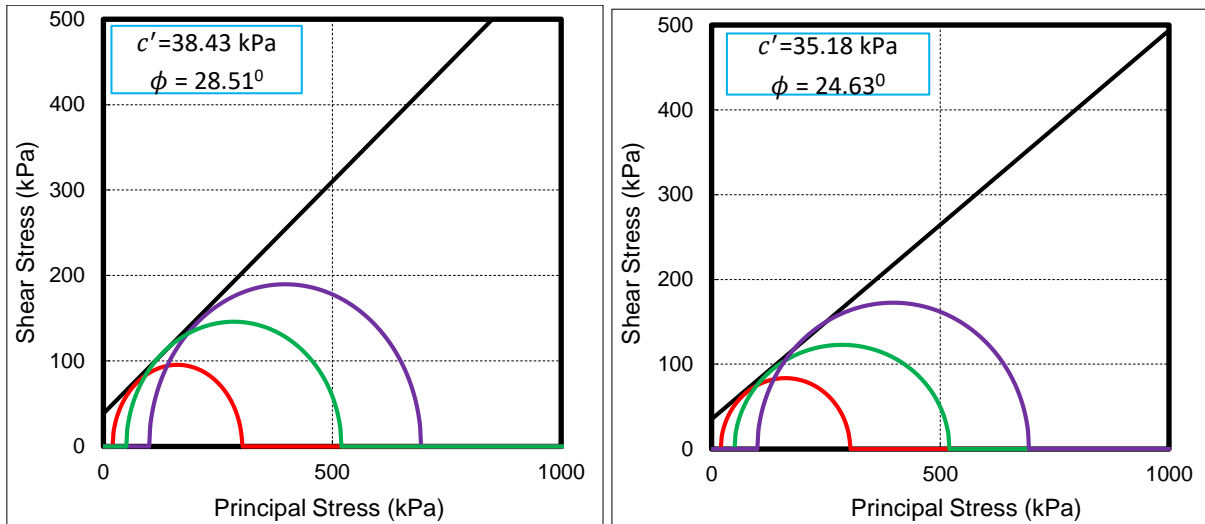 500
400
300
200
100
0
Shear Stress (kPa)
c′=38.43 kPa
ϕ = 28.51⁰
0
500
1000
Principal Stress (kPa)
500
400
300
200
100
0
Shear Stress (kPa)
c′=35.18 kPa
ϕ = 24.63⁰
0
500
1000
Principal Stress (kPa)